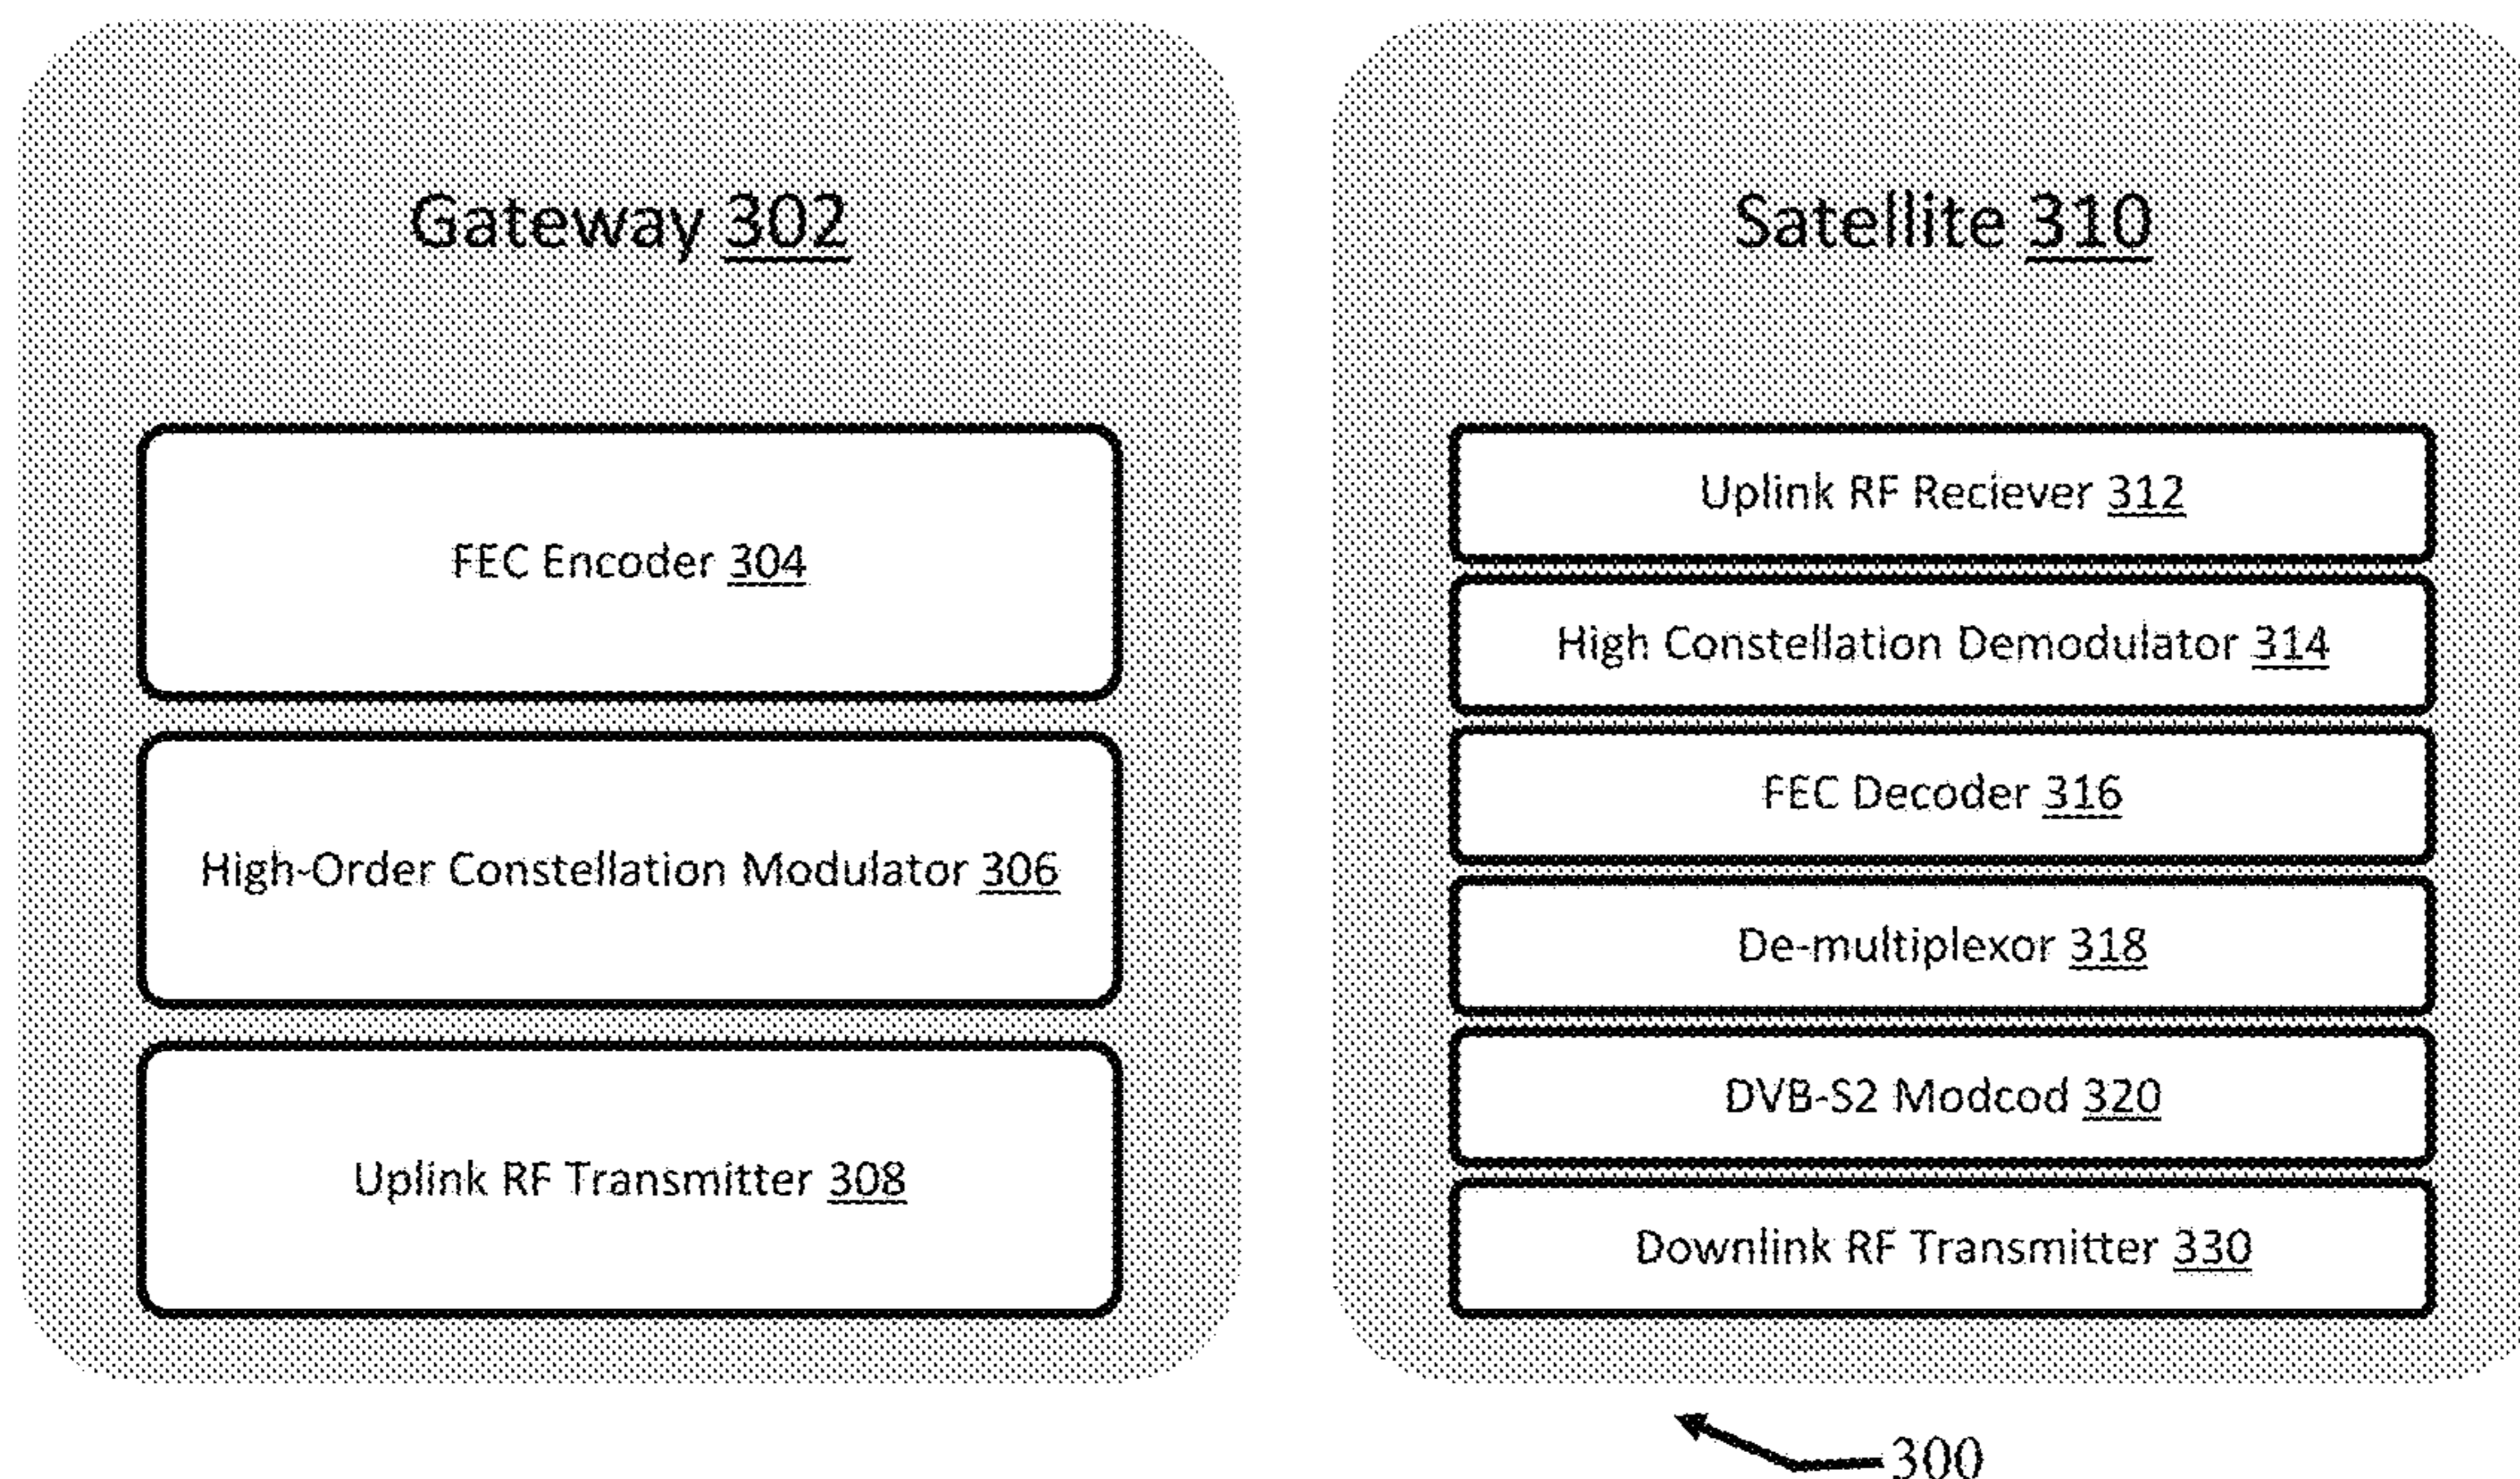 Gateway 302
FEC Encoder 304
High-Order Constellation Modulator 306
Uplink RF Transmitter 308
Satellite 310
Uplink RF Reciever 312
High Constellation Demodulator 314
FEC Decoder 316
De-multiplexor 318
DVB-S2 Modcod 320
Downlink RF Transmitter 330
300